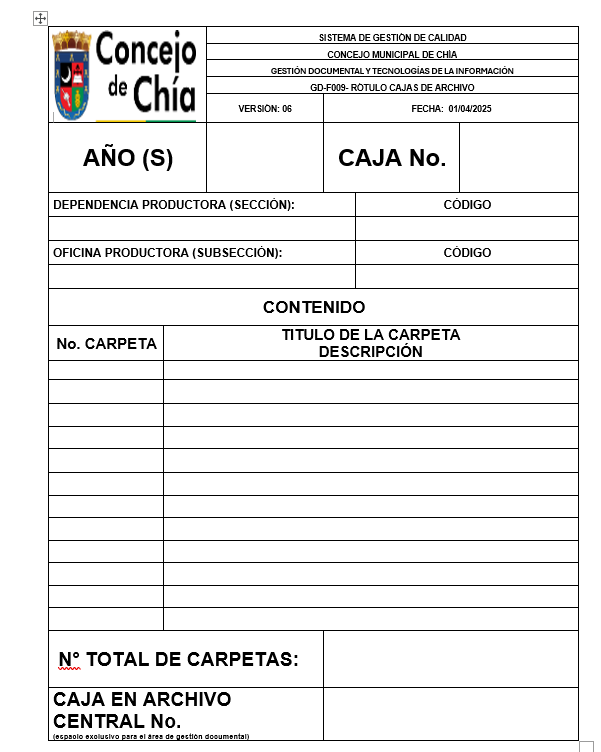 Concejo
de Chía
SISTEMA DE GESTIÓN DE CALIDAD
CONCEJO MUNICIPAL DE CHÍA
GESTIÓN DOCUMENTAL Y TECNOLOGÍAS DE LA INFORMACIÓN
GD-F009- RÓTULO CAJAS DE ARCHIVO
VERSIÓN: 06
FECHA: 01/04/2025
AÑO (S)
CAJA No.
DEPENDENCIA PRODUCTORA (SECCIÓN):
CÓDIGO
OFICINA PRODUCTORA (SUBSECCIÓN):
CÓDIGO
CONTENIDO
No. CARPETA
TITULO DE LA CARPETA
DESCRIPCIÓN
N° TOTAL DE CARPETAS:
CAJA EN ARCHIVO
CENTRAL No.
(espacio exclusivo para el área de gestión documental)